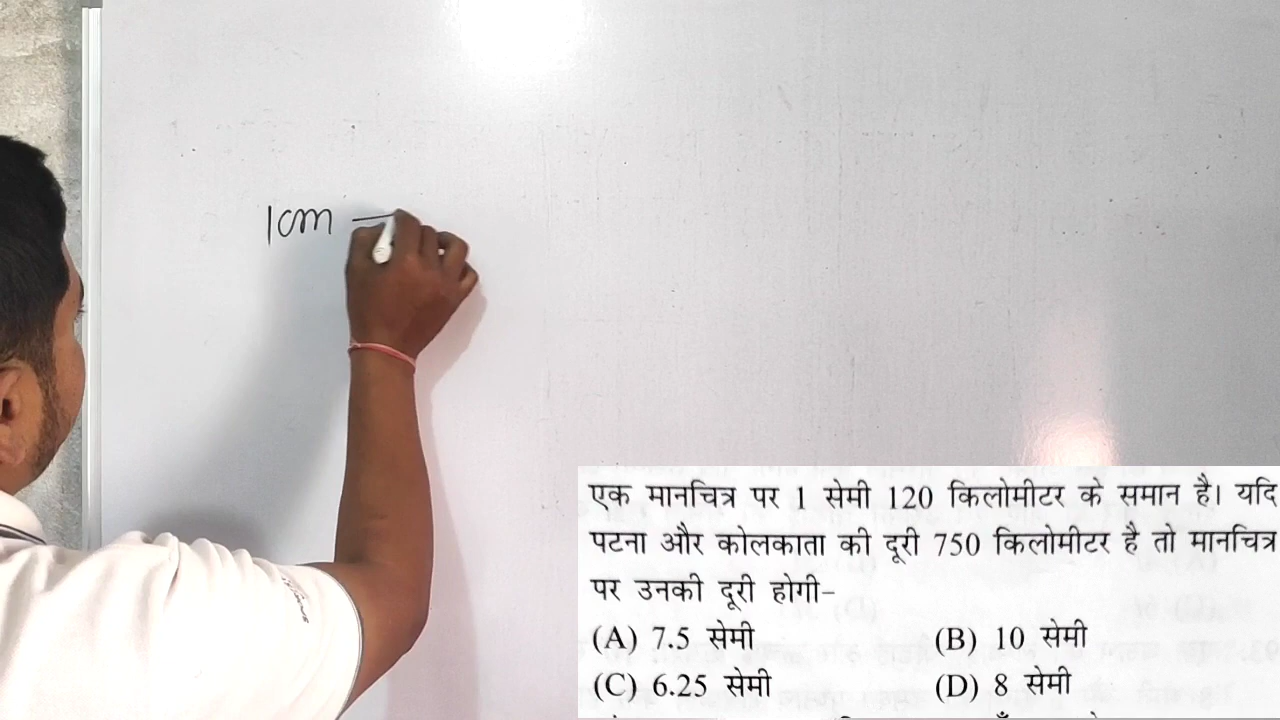 1cm
एक मानचित्र पर 1 सेमी 120 किलोमीटर के समान है। यदि
पटना और कोलकाता की दूरी 750 किलोमीटर है तो मानचित्र
पर उनकी दूरी होगी–
(A) 7.5 सेमी (B) 10 सेमी
(C) 6.25 सेमी (D) 8 सेमी